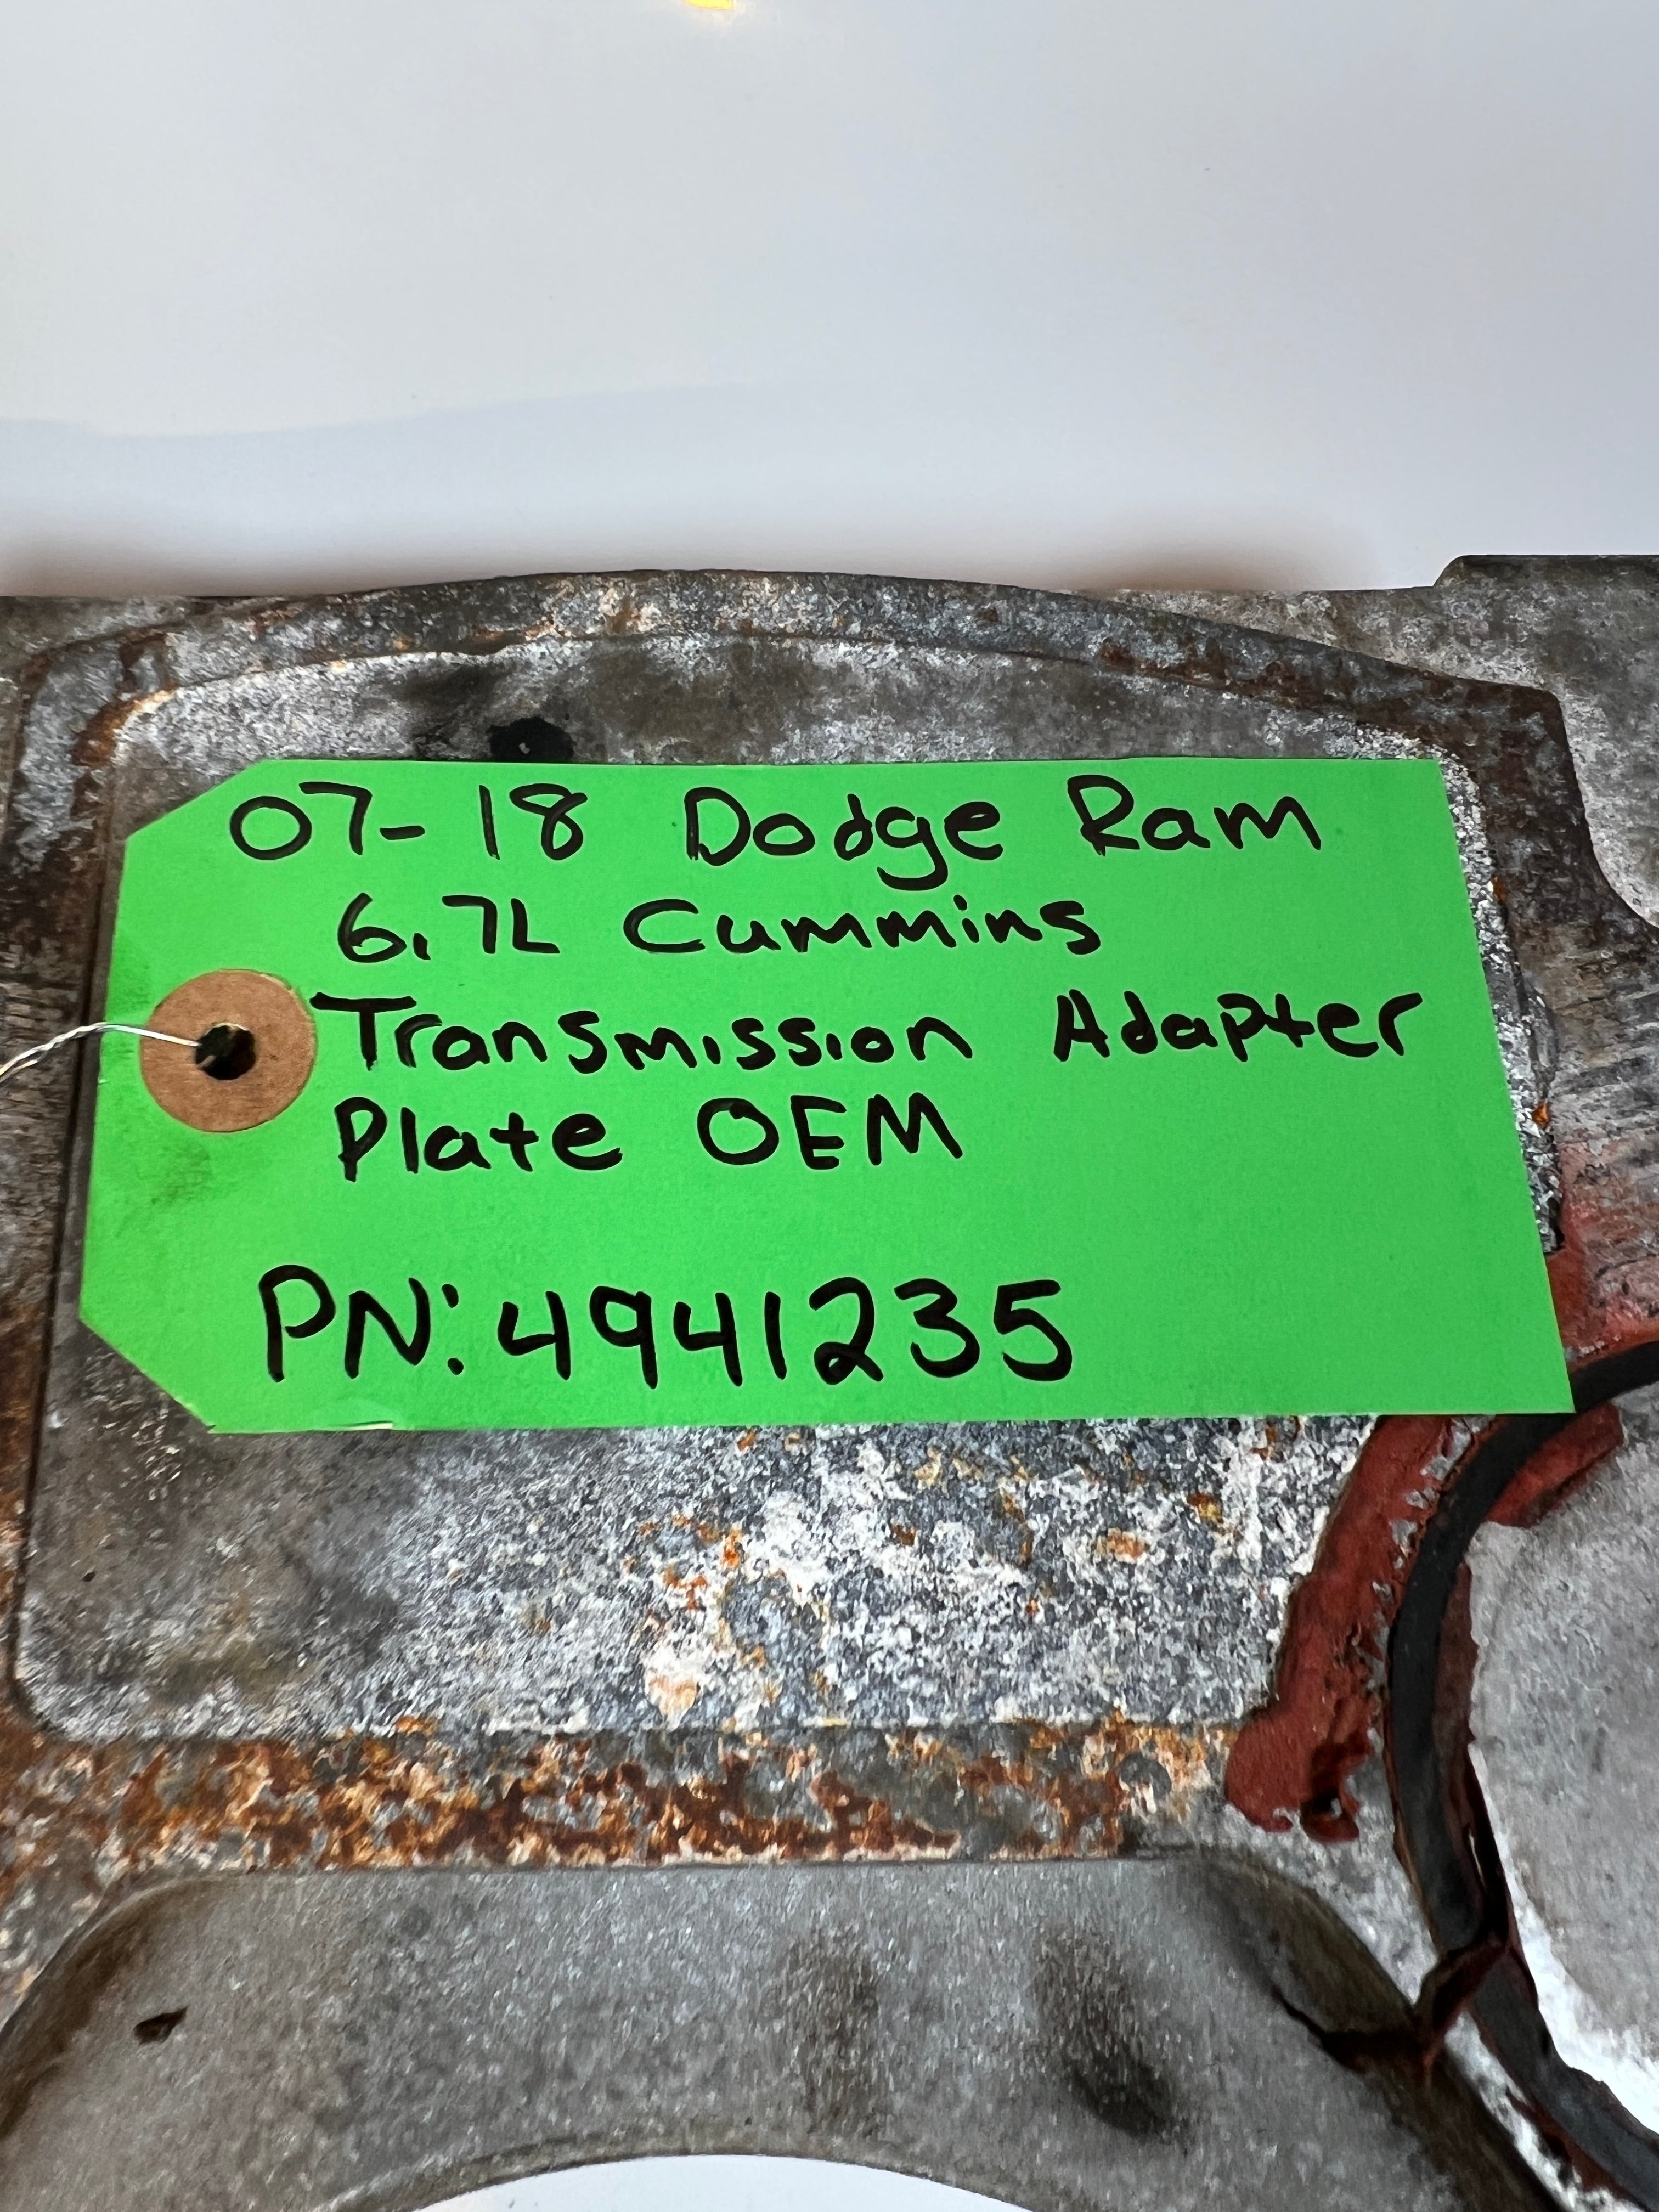 07-18 Dodge Ram
6.7L Cummins
Transmission Adapter
Plate OEM
PN: 4941235